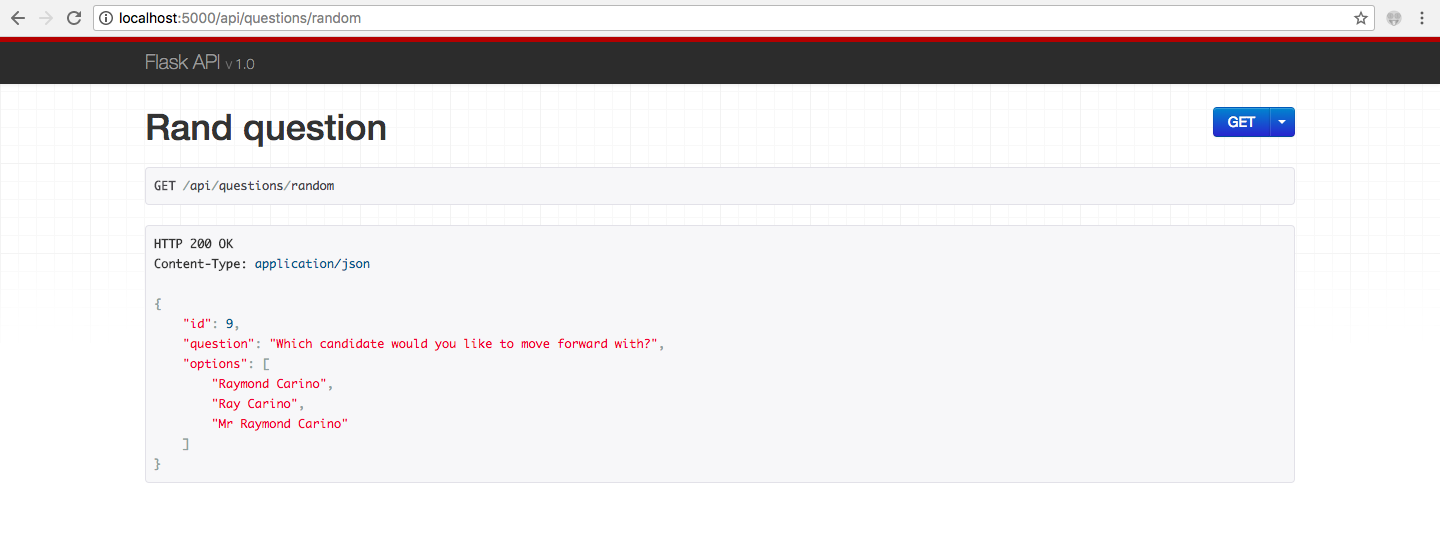 localhost:5000/api/questions/random
Flask API v 1.0
Rand question
GET
GET /api/questions/random
HTTP 200 OK
Content-Type: application/json
{
    "id": 9,
    "question": "Which candidate would you like to move forward with?",
    "options": [
        "Raymond Carino",
        "Ray Carino",
        "Mr Raymond Carino"
    ]
}